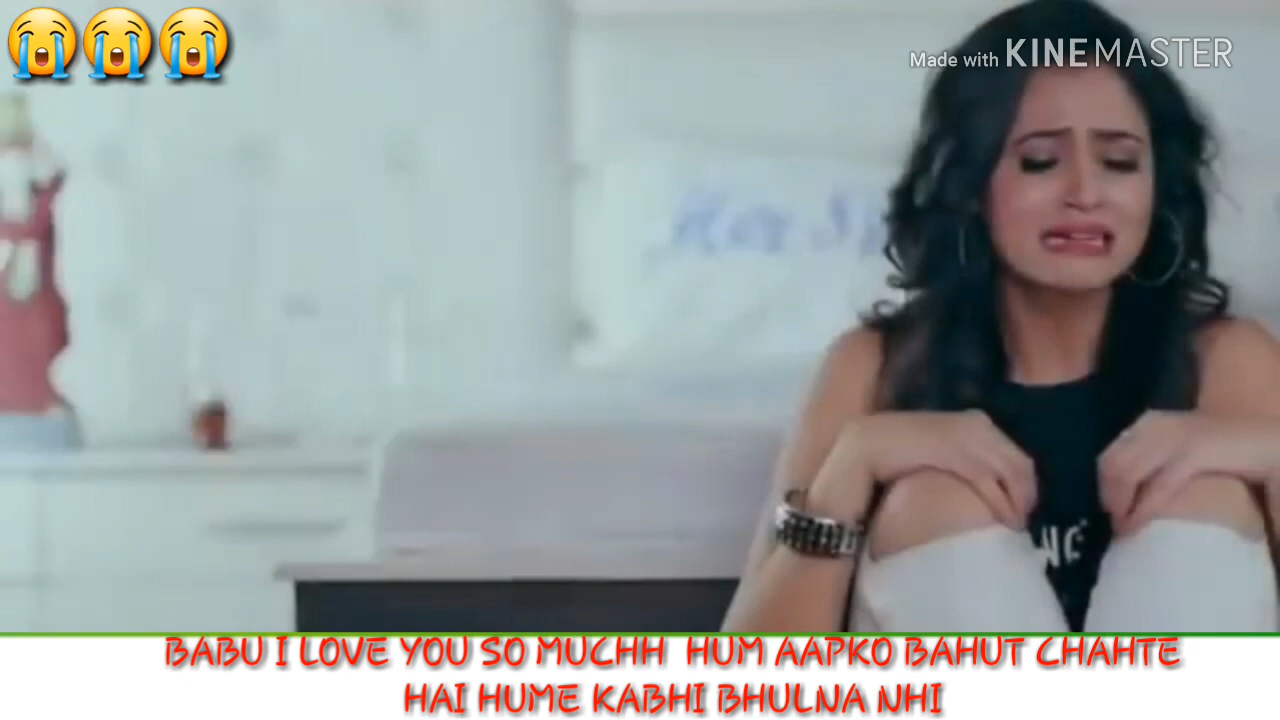 Made with KINEMASTER
BABU I LOVE YOU SO MUCHH HUM AAPKO BAHUT CHAHTE
HAI HUME KABHI BHULNA NHI